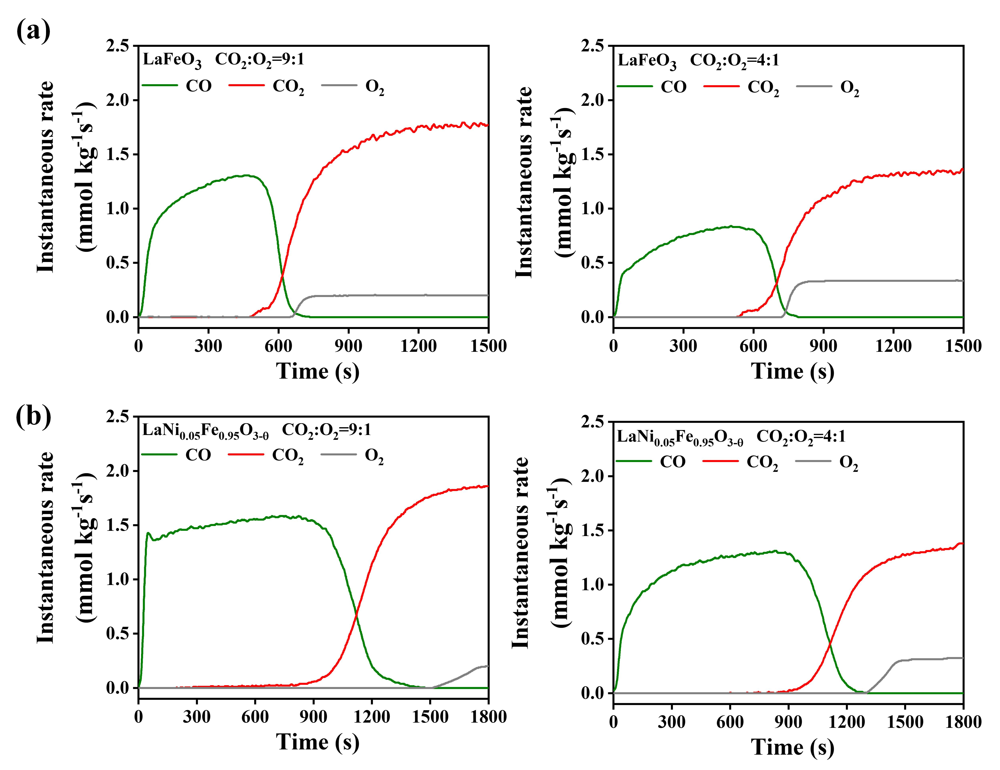 (a)
Instantaneous rate
(mmol kg⁻¹s⁻¹)
2.5
2.0
1.5
1.0
0.5
0.0
LaFeO₃ CO₂:O₂=9:1
CO CO₂ O₂
0 300 600 900 1200 1500
Time (s)
Instantaneous rate
(mmol kg⁻¹s⁻¹)
2.5
2.0
1.5
1.0
0.5
0.0
LaFeO₃ CO₂:O₂=4:1
CO CO₂ O₂
0 300 600 900 1200 1500
Time (s)
(b)
Instantaneous rate
(mmol kg⁻¹s⁻¹)
2.5
2.0
1.5
1.0
0.5
0.0
LaNi₀.₀₅Fe₀.₉₅O₃₋θ CO₂:O₂=9:1
CO CO₂ O₂
0 300 600 900 1200 1500 1800
Time (s)
Instantaneous rate
(mmol kg⁻¹s⁻¹)
2.5
2.0
1.5
1.0
0.5
0.0
LaNi₀.₀₅Fe₀.₉₅O₃₋θ CO₂:O₂=4:1
CO CO₂ O₂
0 300 600 900 1200 1500 1800
Time (s)